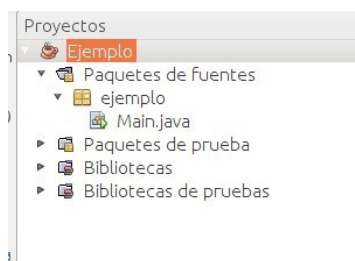 Proyectos
Ejemplo
Paquetes de fuentes
ejemplo
Main.java
Paquetes de prueba
Bibliotecas
Bibliotecas de pruebas